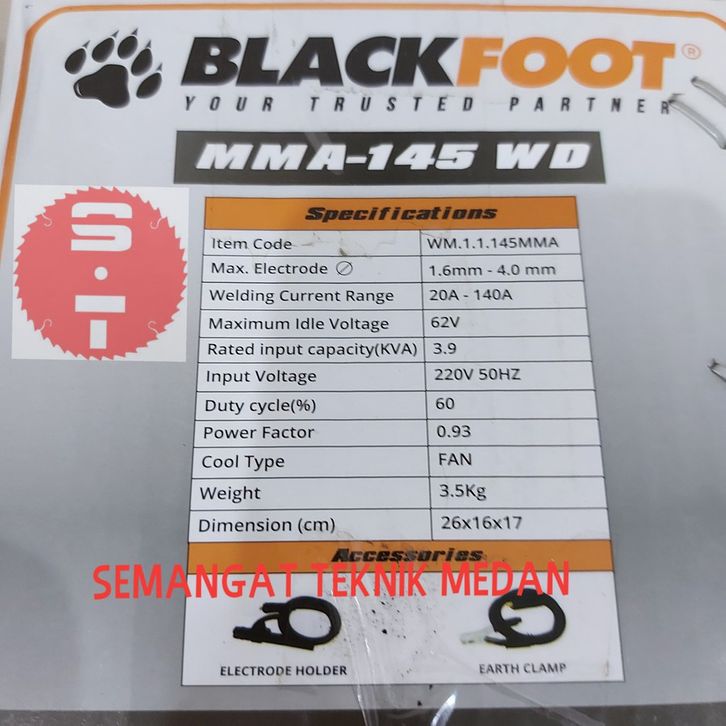 BLACKFOOT®
YOUR TRUSTED PARTNER
MMA-145 WD
S·T
Specifications
Item Code WM.1.1.145MMA
Max. Electrode ∅ 1.6mm - 4.0 mm
Welding Current Range 20A - 140A
Maximum Idle Voltage 62V
Rated input capacity(KVA) 3.9
Input Voltage 220V 50HZ
Duty cycle(%) 60
Power Factor 0.93
Cool Type FAN
Weight 3.5Kg
Dimension (cm) 26x16x17
Accessories
SEMANGAT TEKNIK MEDAN
ELECTRODE HOLDER EARTH CLAMP